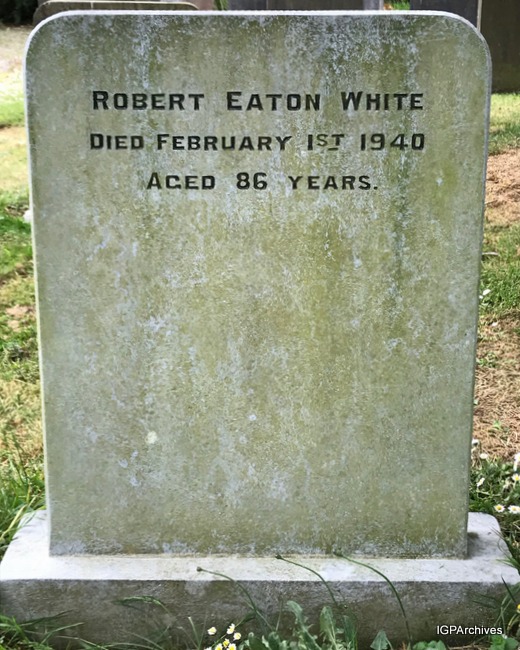 Robert Eaton White
Died February 1st 1940
Aged 86 years.
IGPArchives